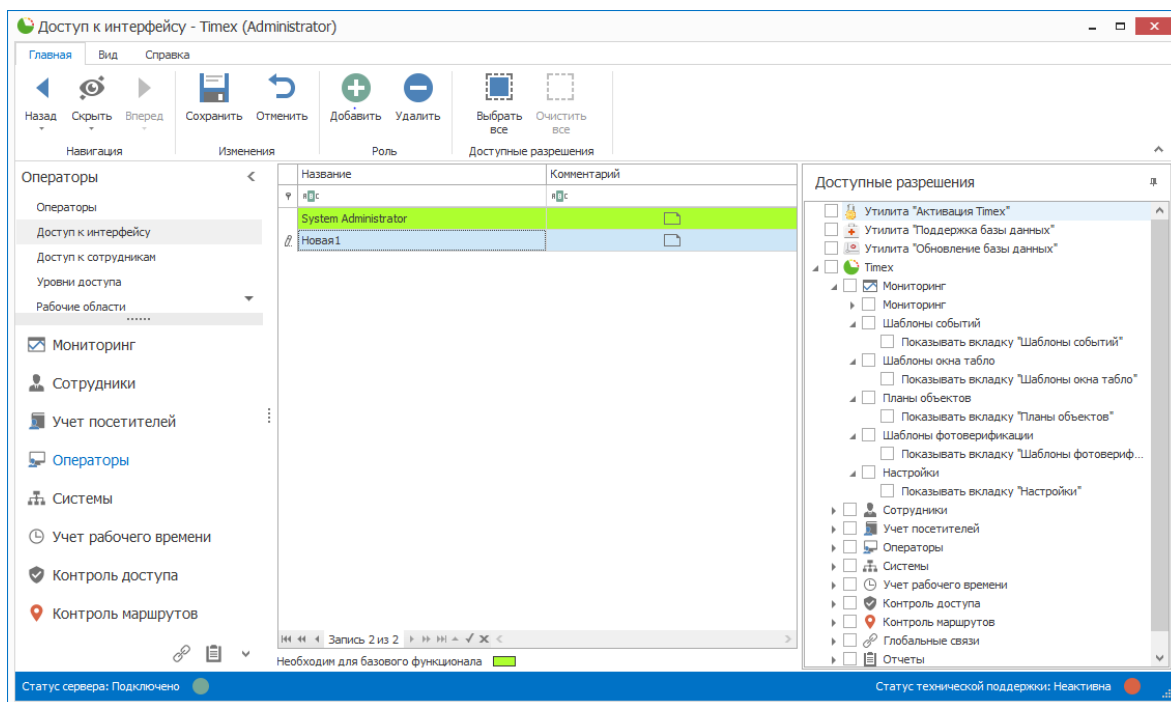 Доступ к интерфейсу - Timex (Administrator)
Главная Вид Справка
Назад Скрыть Вперед Сохранить Отменить Добавить Удалить Выбрать все Очистить все
Навигация Изменения Роль Доступные разрешения
Операторы
Операторы
Доступ к интерфейсу
Доступ к сотрудникам
Уровни доступа
Рабочие области
Мониторинг
Сотрудники
Учет посетителей
Операторы
Системы
Учет рабочего времени
Контроль доступа
Контроль маршрутов
Название Комментарий
System Administrator
Новая1
Запись 2 из 2
Необходим для базового функционала
Доступные разрешения
Утилита "Активация Timex"
Утилита "Поддержка базы данных"
Утилита "Обновление базы данных"
Timex
Мониторинг
Мониторинг
Шаблоны событий
Показывать вкладку "Шаблоны событий"
Шаблоны окна табло
Показывать вкладку "Шаблоны окна табло"
Планы объектов
Показывать вкладку "Планы объектов"
Шаблоны фотоверификации
Показывать вкладку "Шаблоны фотовериф...
Настройки
Показывать вкладку "Настройки"
Сотрудники
Учет посетителей
Операторы
Системы
Учет рабочего времени
Контроль доступа
Контроль маршрутов
Глобальные связи
Отчеты
Статус сервера: Подключено Статус технической поддержки: Неактивна